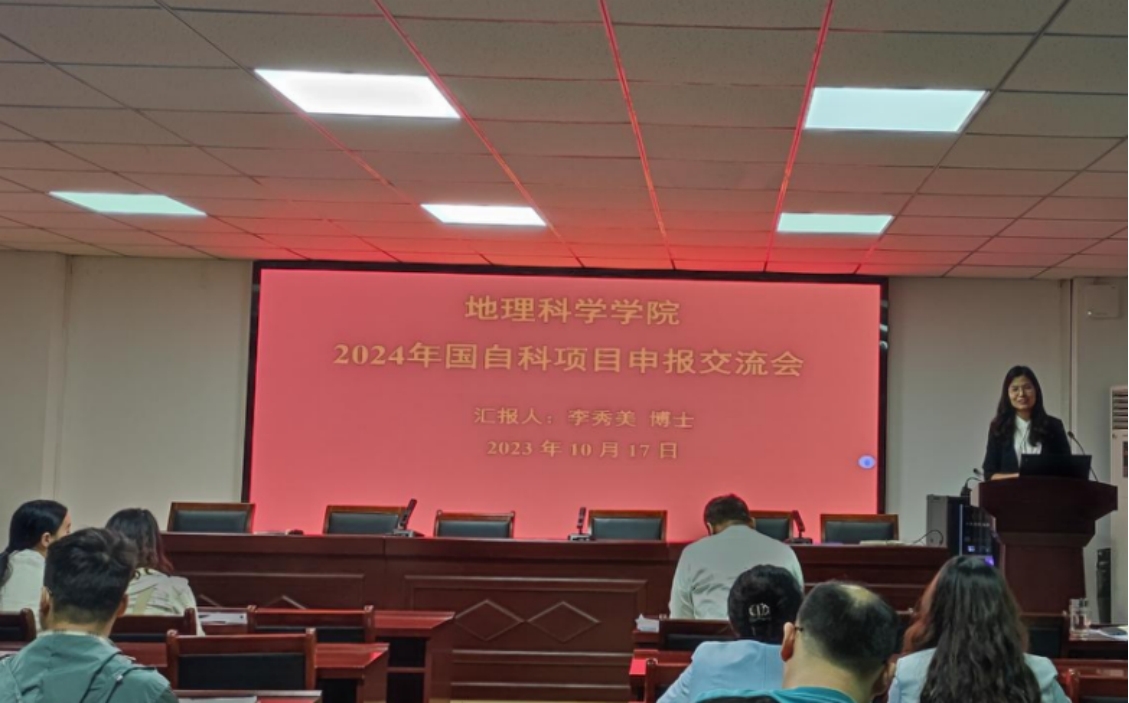 地理科学学院
2024年国自科项目申报交流会
汇报人：李秀美 博士
2023 年 10 月 17 日